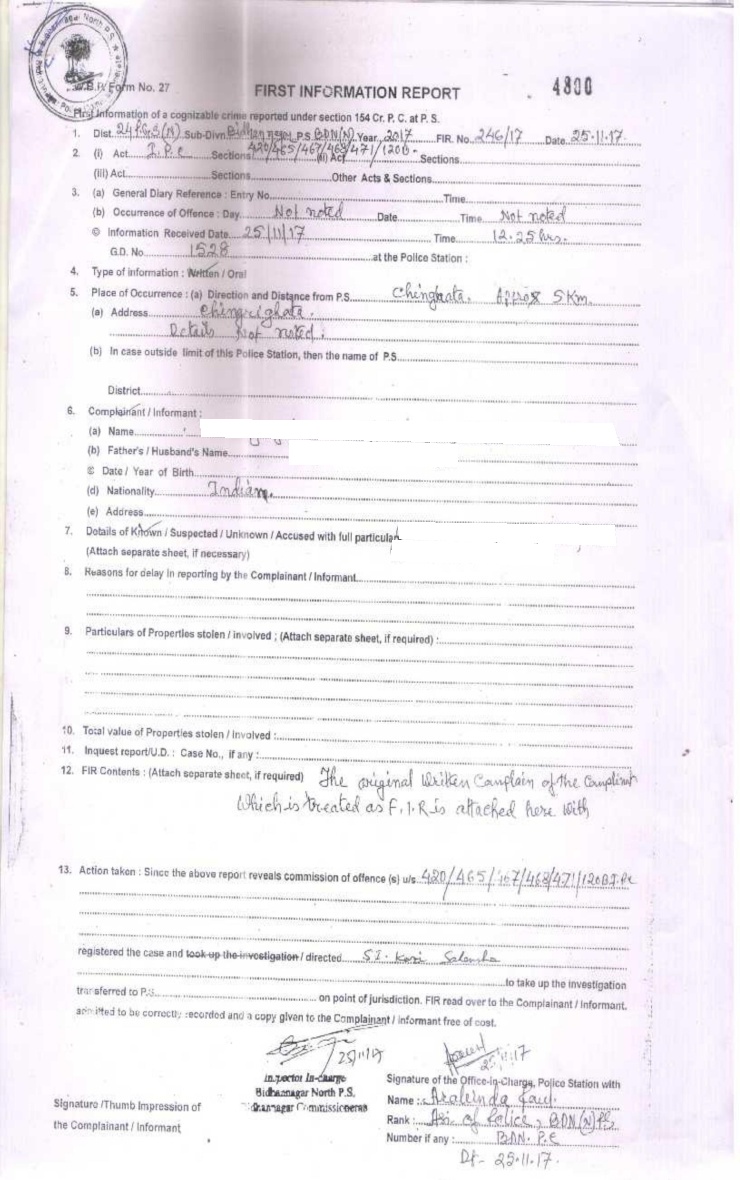 W.B.P. Form No. 27
FIRST INFORMATION REPORT
4800
First Information of a cognizable crime reported under section 154 Cr. P. C. at P. S.
1. Dist. 24 Pgs (N) Sub-Divn. Bidhannagar P.S BDN(N) Year. 2017 FIR. No. 246/17 Date 25.11.17.
2. (i) Act I.P.C Sections 420/465/467/468/471/120B. (ii) Act Sections
(iii) Act Sections Other Acts & Sections
3. (a) General Diary Reference : Entry No. Time
(b) Occurrence of Offence : Day Not noted Date Time Not noted
© Information Received Date 25/11/17 Time 12.25 hrs.
G.D. No. 1528 at the Police Station :
4. Type of information : Written / Oral
5. Place of Occurrence : (a) Direction and Distance from P.S. Approx 5 Km.
(a) Address Chingrighata.
Details Not noted.
(b) In case outside limit of this Police Station, then the name of P.S.
District
6. Complainant / Informant :
(a) Name
(b) Father's / Husband's Name
© Date / Year of Birth
(d) Nationality Indian.
(e) Address
7. Details of Known / Suspected / Unknown / Accused with full particular
(Attach separate sheet, if necessary)
8. Reasons for delay in reporting by the Complainant / Informant
9. Particulars of Properties stolen / involved ; (Attach separate sheet, if required) :
10. Total value of Properties stolen / involved :
11. Inquest report/U.D. : Case No., if any :
12. FIR Contents : (Attach separate sheet, if required) The original Written Complain of the
Which is treated as F.I.R is attached here with
13. Action taken : Since the above report reveals commission of offence (s) u/s. 420/465/467/468/471/120B I.PC
registered the case and took up the investigation / directed S.I.
to take up the investigation
transferred to P.S. on point of jurisdiction. FIR read over to the Complainant / Informant,
admitted to be correctly recorded and a copy given to the Complainant / Informant free of cost.
25/11/17
25.11.17
Inspector In-charge
Bidhannagar North P.S.
Bidhannagar Commissionerate
Signature of the Office-in-Charge, Police Station with
Name :
Rank : of Police, BDN(N) PS
Number if any : BDN. P.C
Dt- 25.11.17.
Signature /Thumb Impression of
the Complainant / Informant